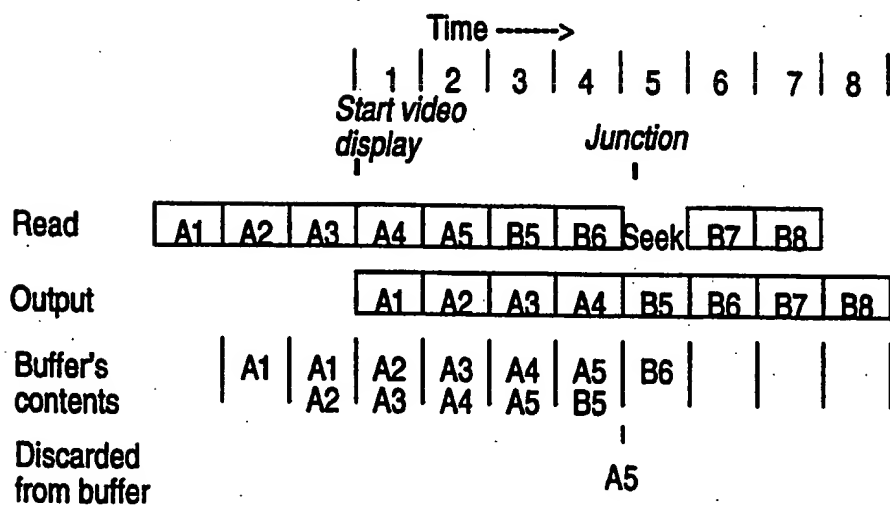 Time ------>
1 2 3 4 5 6 7 8
Start video
display
Junction
Read A1 A2 A3 A4 A5 B5 B6 Seek B7 B8
Output A1 A2 A3 A4 B5 B6 B7 B8
Buffer's A1 A1 A2 A3 A4 A5 B6
contents A2 A3 A4 A5 B5
Discarded
from buffer A5